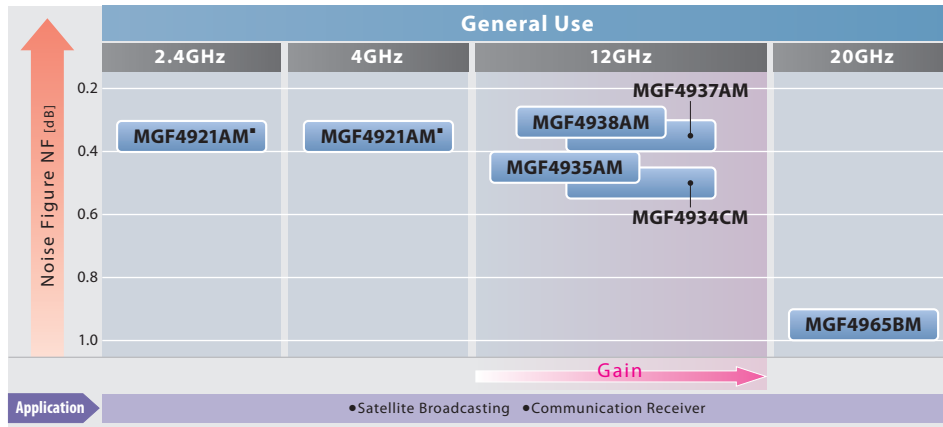 General Use
2.4GHz 4GHz 12GHz 20GHz
Noise Figure NF [dB]
0.2
0.4
0.6
0.8
1.0
MGF4921AM▪
MGF4921AM▪
MGF4937AM
MGF4938AM
MGF4935AM
MGF4934CM
MGF4965BM
Gain
Application
•Satellite Broadcasting •Communication Receiver